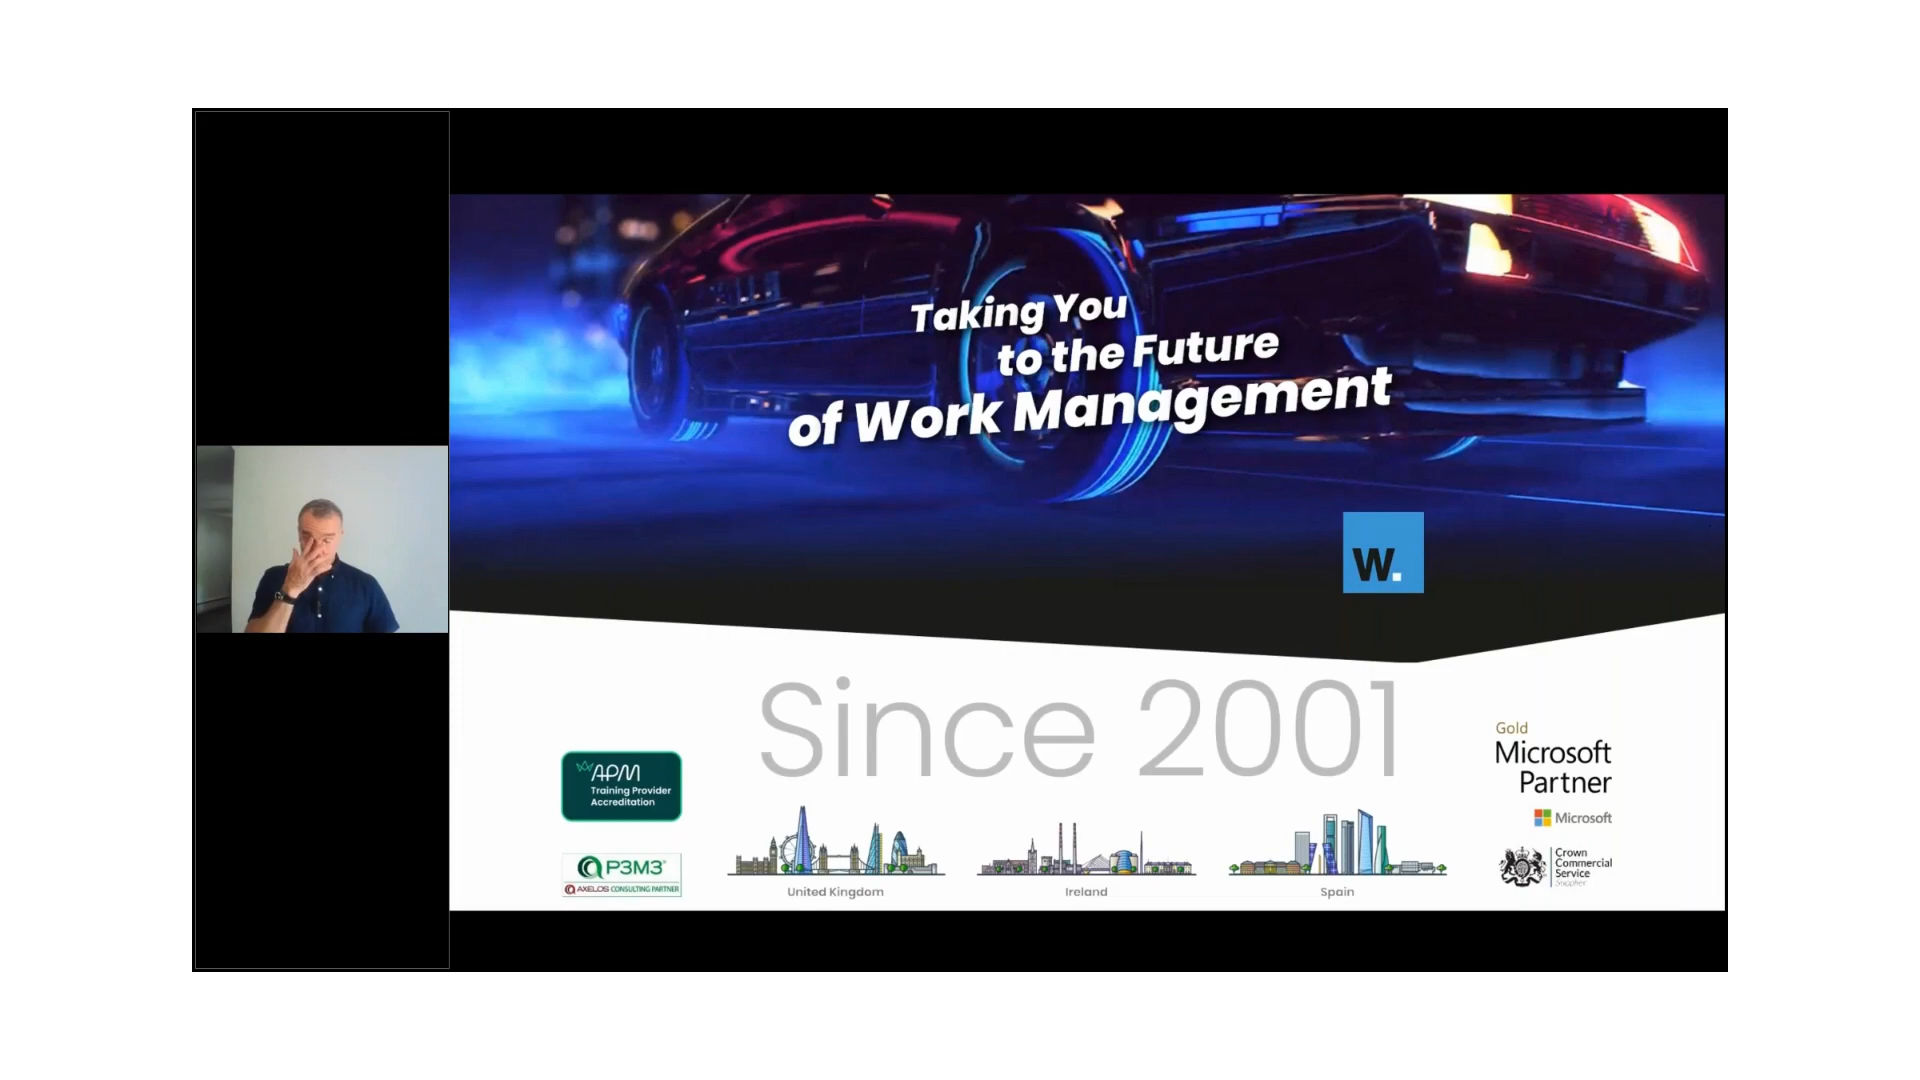 Taking You
to the Future
of Work Management
W.
Since 2001
APM
Training Provider
Accreditation
P3M3®
AXELOS CONSULTING PARTNER
United Kingdom
Ireland
Spain
Gold
Microsoft
Partner
Microsoft
Crown
Commercial
Service
Supplier